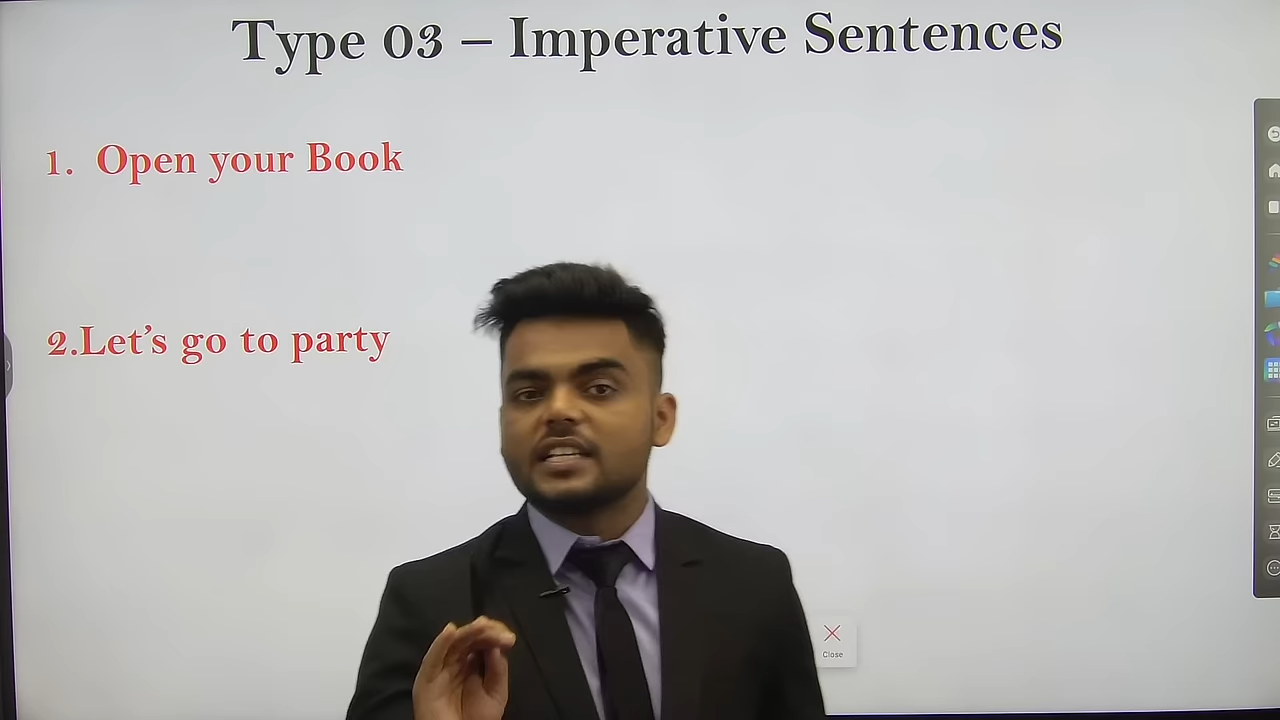 Type 03 – Imperative Sentences
1. Open your Book
2.Let's go to party
Close